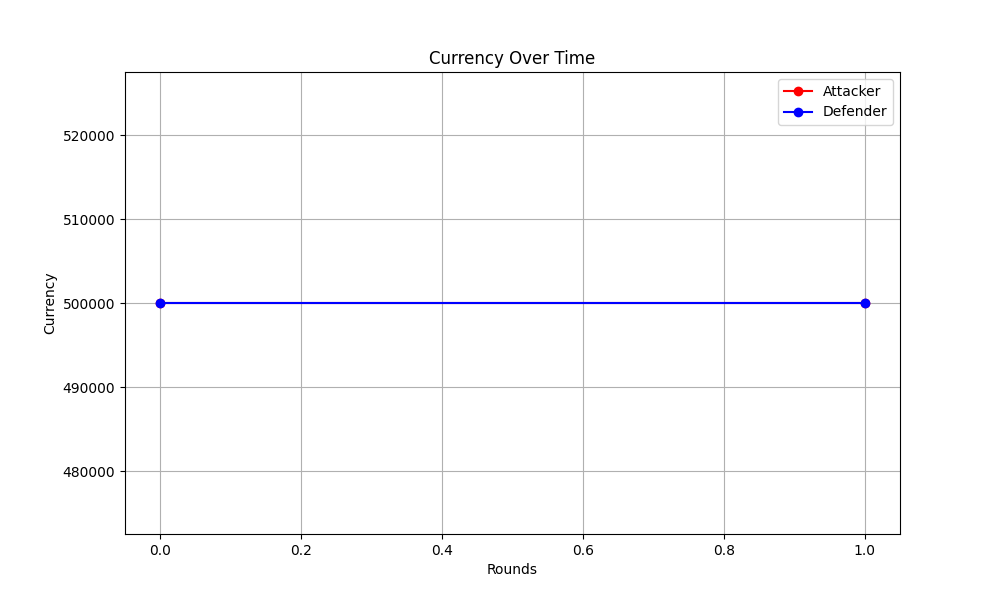 Currency Over Time
Attacker
Defender
520000
510000
500000
490000
480000
Currency
0.0 0.2 0.4 0.6 0.8 1.0
Rounds